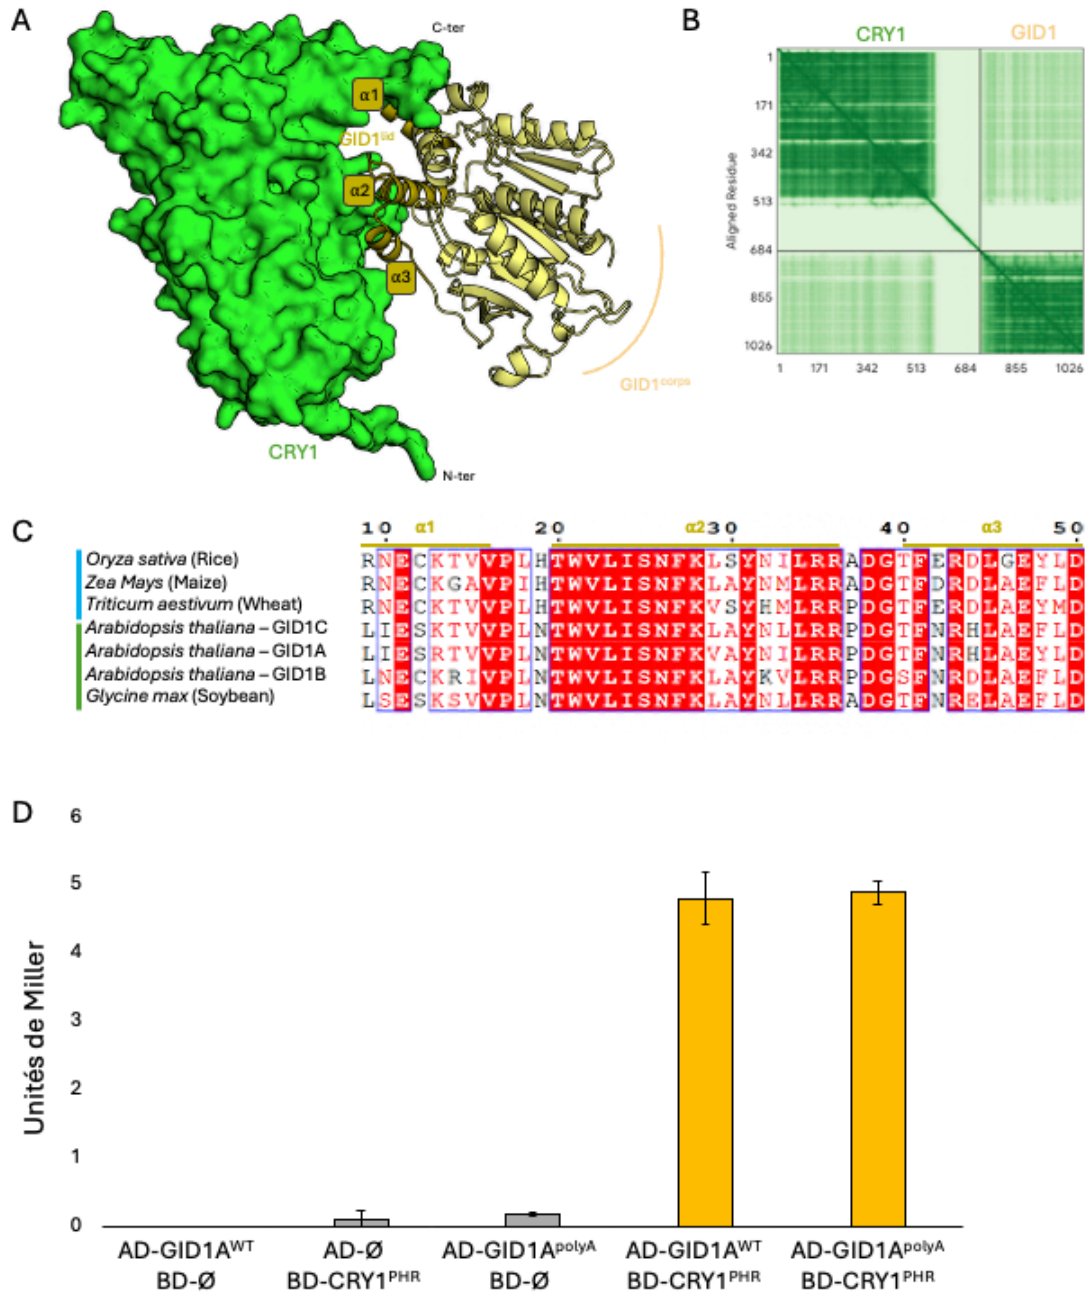 A
C-ter
α1
GID1lid
α2
α3
GID1corps
CRY1
N-ter
B
CRY1
GID1
Aligned Residue
1
171
342
513
684
855
1026
1 171 342 513 684 855 1026
C
10 α1 20 α2 30 40 α3 50
Oryza sativa (Rice) RNECKTVVPLHTWVLISNFKLSYNILRRADGTFERDLGEYLD
Zea Mays (Maize) RNECKGAVPIHTWVLISNFKLAYNMLRRADGTFDRDLAEYLD
Triticum aestivum (Wheat) RNECKTVVPLHTWVLISNFKVSYHMLRRPDGTFERDLAEYMD
Arabidopsis thaliana – GID1C LIESKTVVPLNTWVLISNFKLAYNLLRRPDGTFNRHLAEFLD
Arabidopsis thaliana – GID1A LIESRTVVPLNTWVLISNFKVAYNILRRPDGTFNRHLAEFLD
Arabidopsis thaliana – GID1B LNECKRIVPLNTWVLISNFKLAYKVLRRPDGSFNRDLAEFLD
Glycine max (Soybean) LSESKSVVPLNTWVLISNFKLAYNLLRRADGTFNRELAEFLD
D
Unités de Miller
6
5
4
3
2
1
0
AD-GID1AWT AD-Ø AD-GID1ApolyA AD-GID1AWT AD-GID1ApolyA
BD-Ø BD-CRY1PHR BD-Ø BD-CRY1PHR BD-CRY1PHR